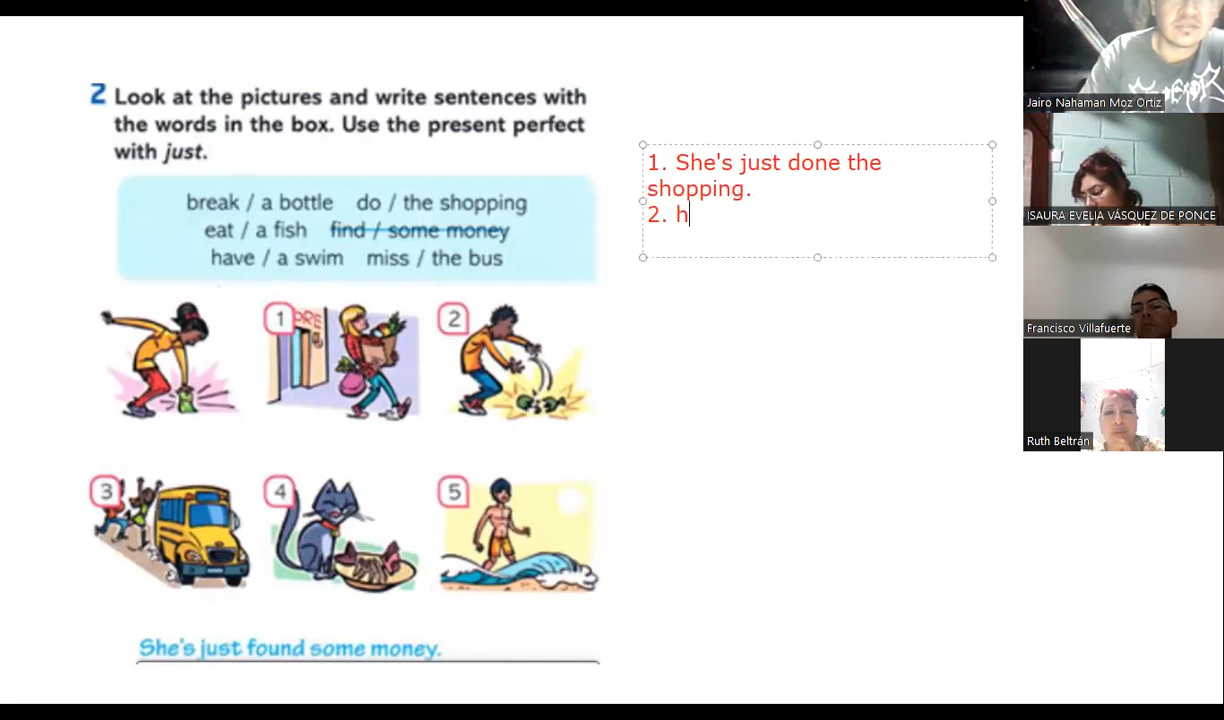 2 Look at the pictures and write sentences with
the words in the box. Use the present perfect
with just.
break / a bottle do / the shopping
eat / a fish find / some money
have / a swim miss / the bus
1
2
3
4
5
She's just found some money.
1. She's just done the
shopping.
2. h
Jairo Nahaman Moz Ortiz
ISAURA EVELIA VÁSQUEZ DE PONCE
Francisco Villafuerte
Ruth Beltrán